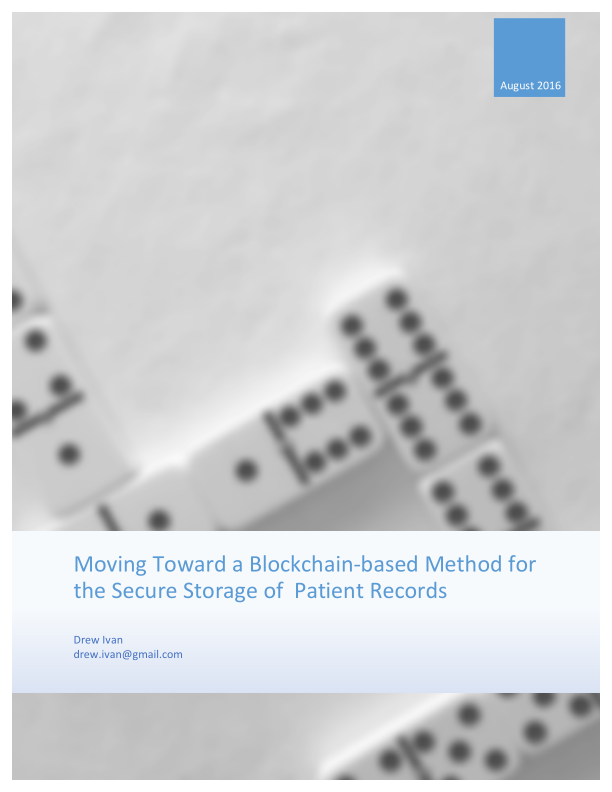 August 2016
Moving Toward a Blockchain-based Method for
the Secure Storage of  Patient Records
Drew Ivan
drew.ivan@gmail.com